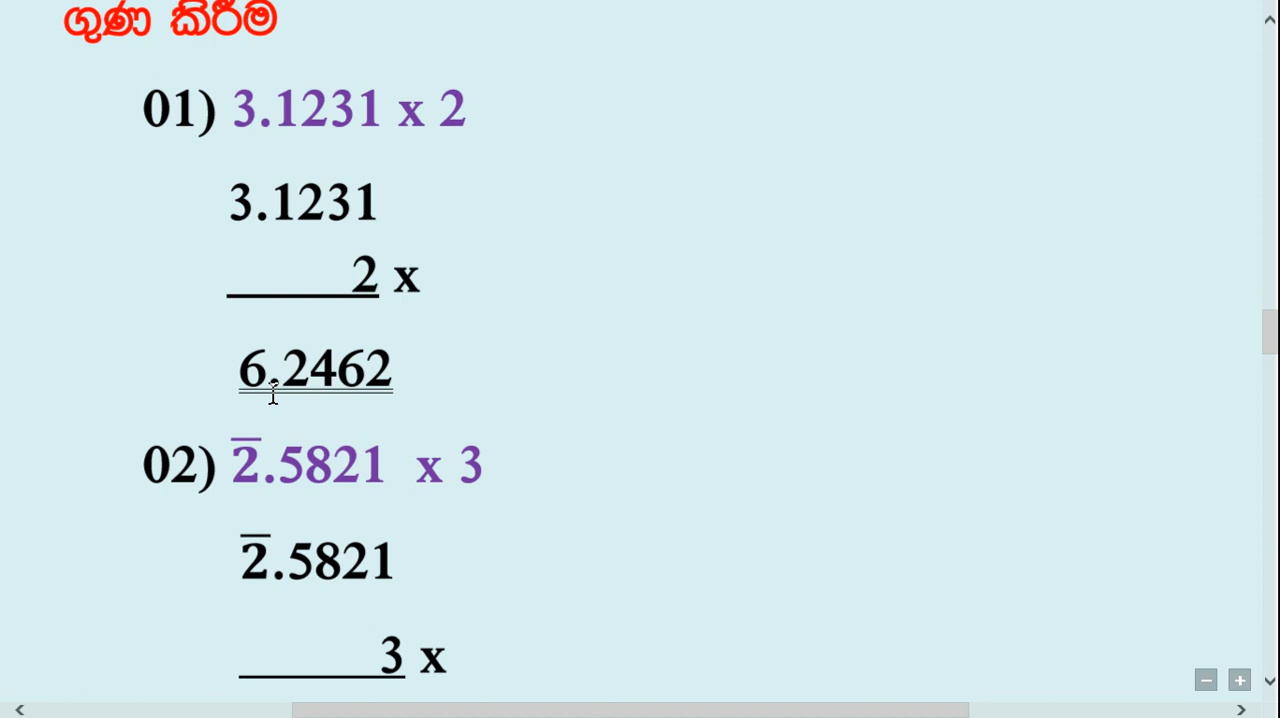 ගුණ කිරීම
01) 3.1231 x 2
3.1231
2 x
6.2462
02) 2̅.5821 x 3
2̅.5821
3 x